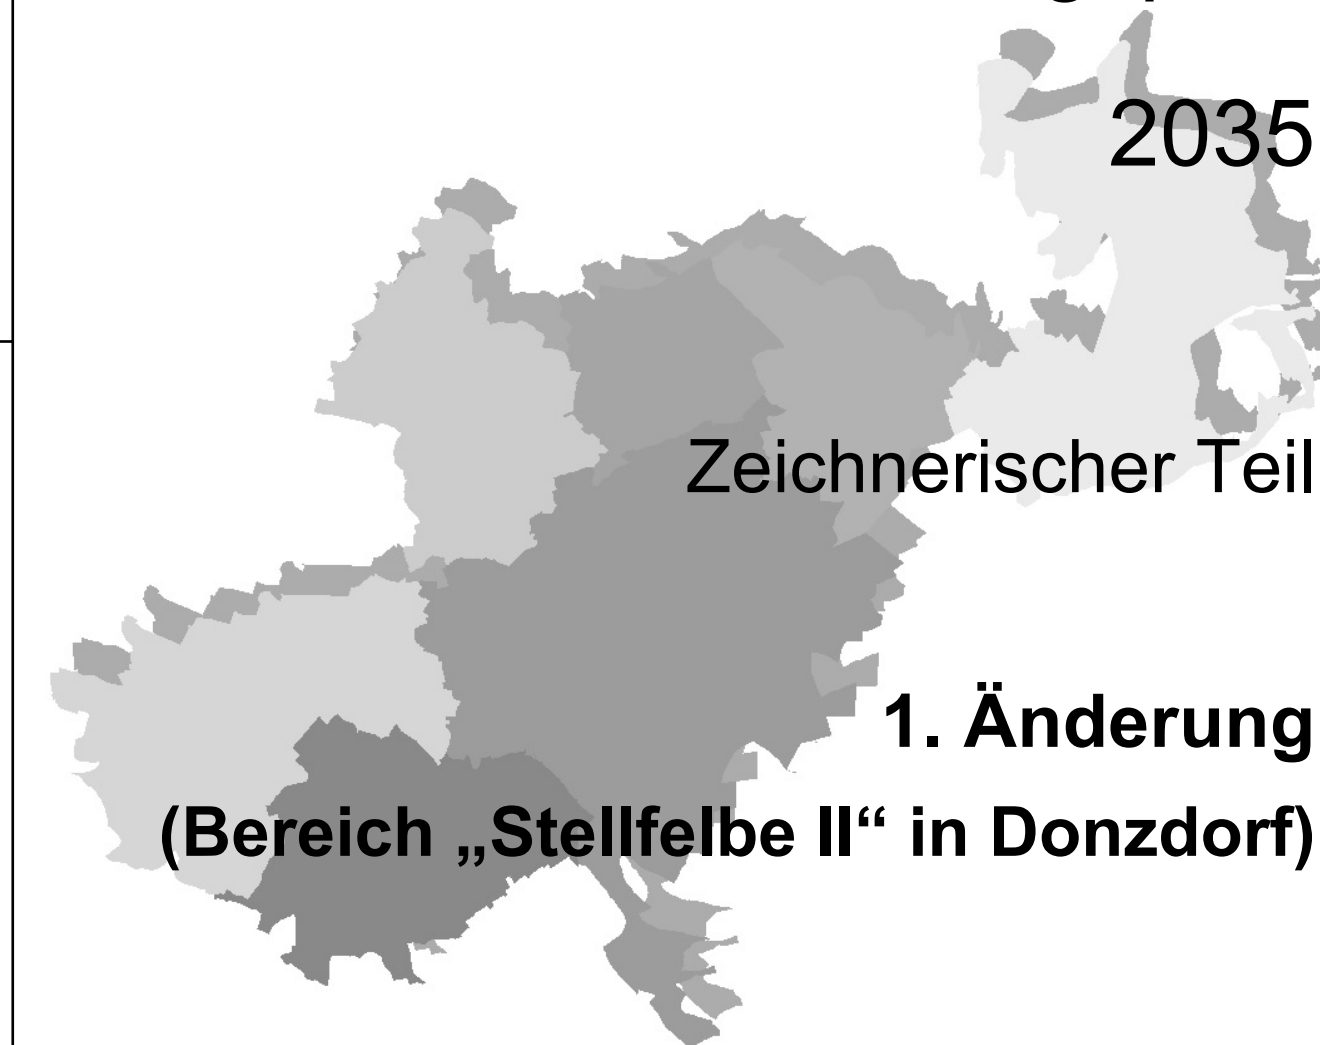 2035
Zeichnerischer Teil
1. Änderung
(Bereich „Stellfelbe II“ in Donzdorf)